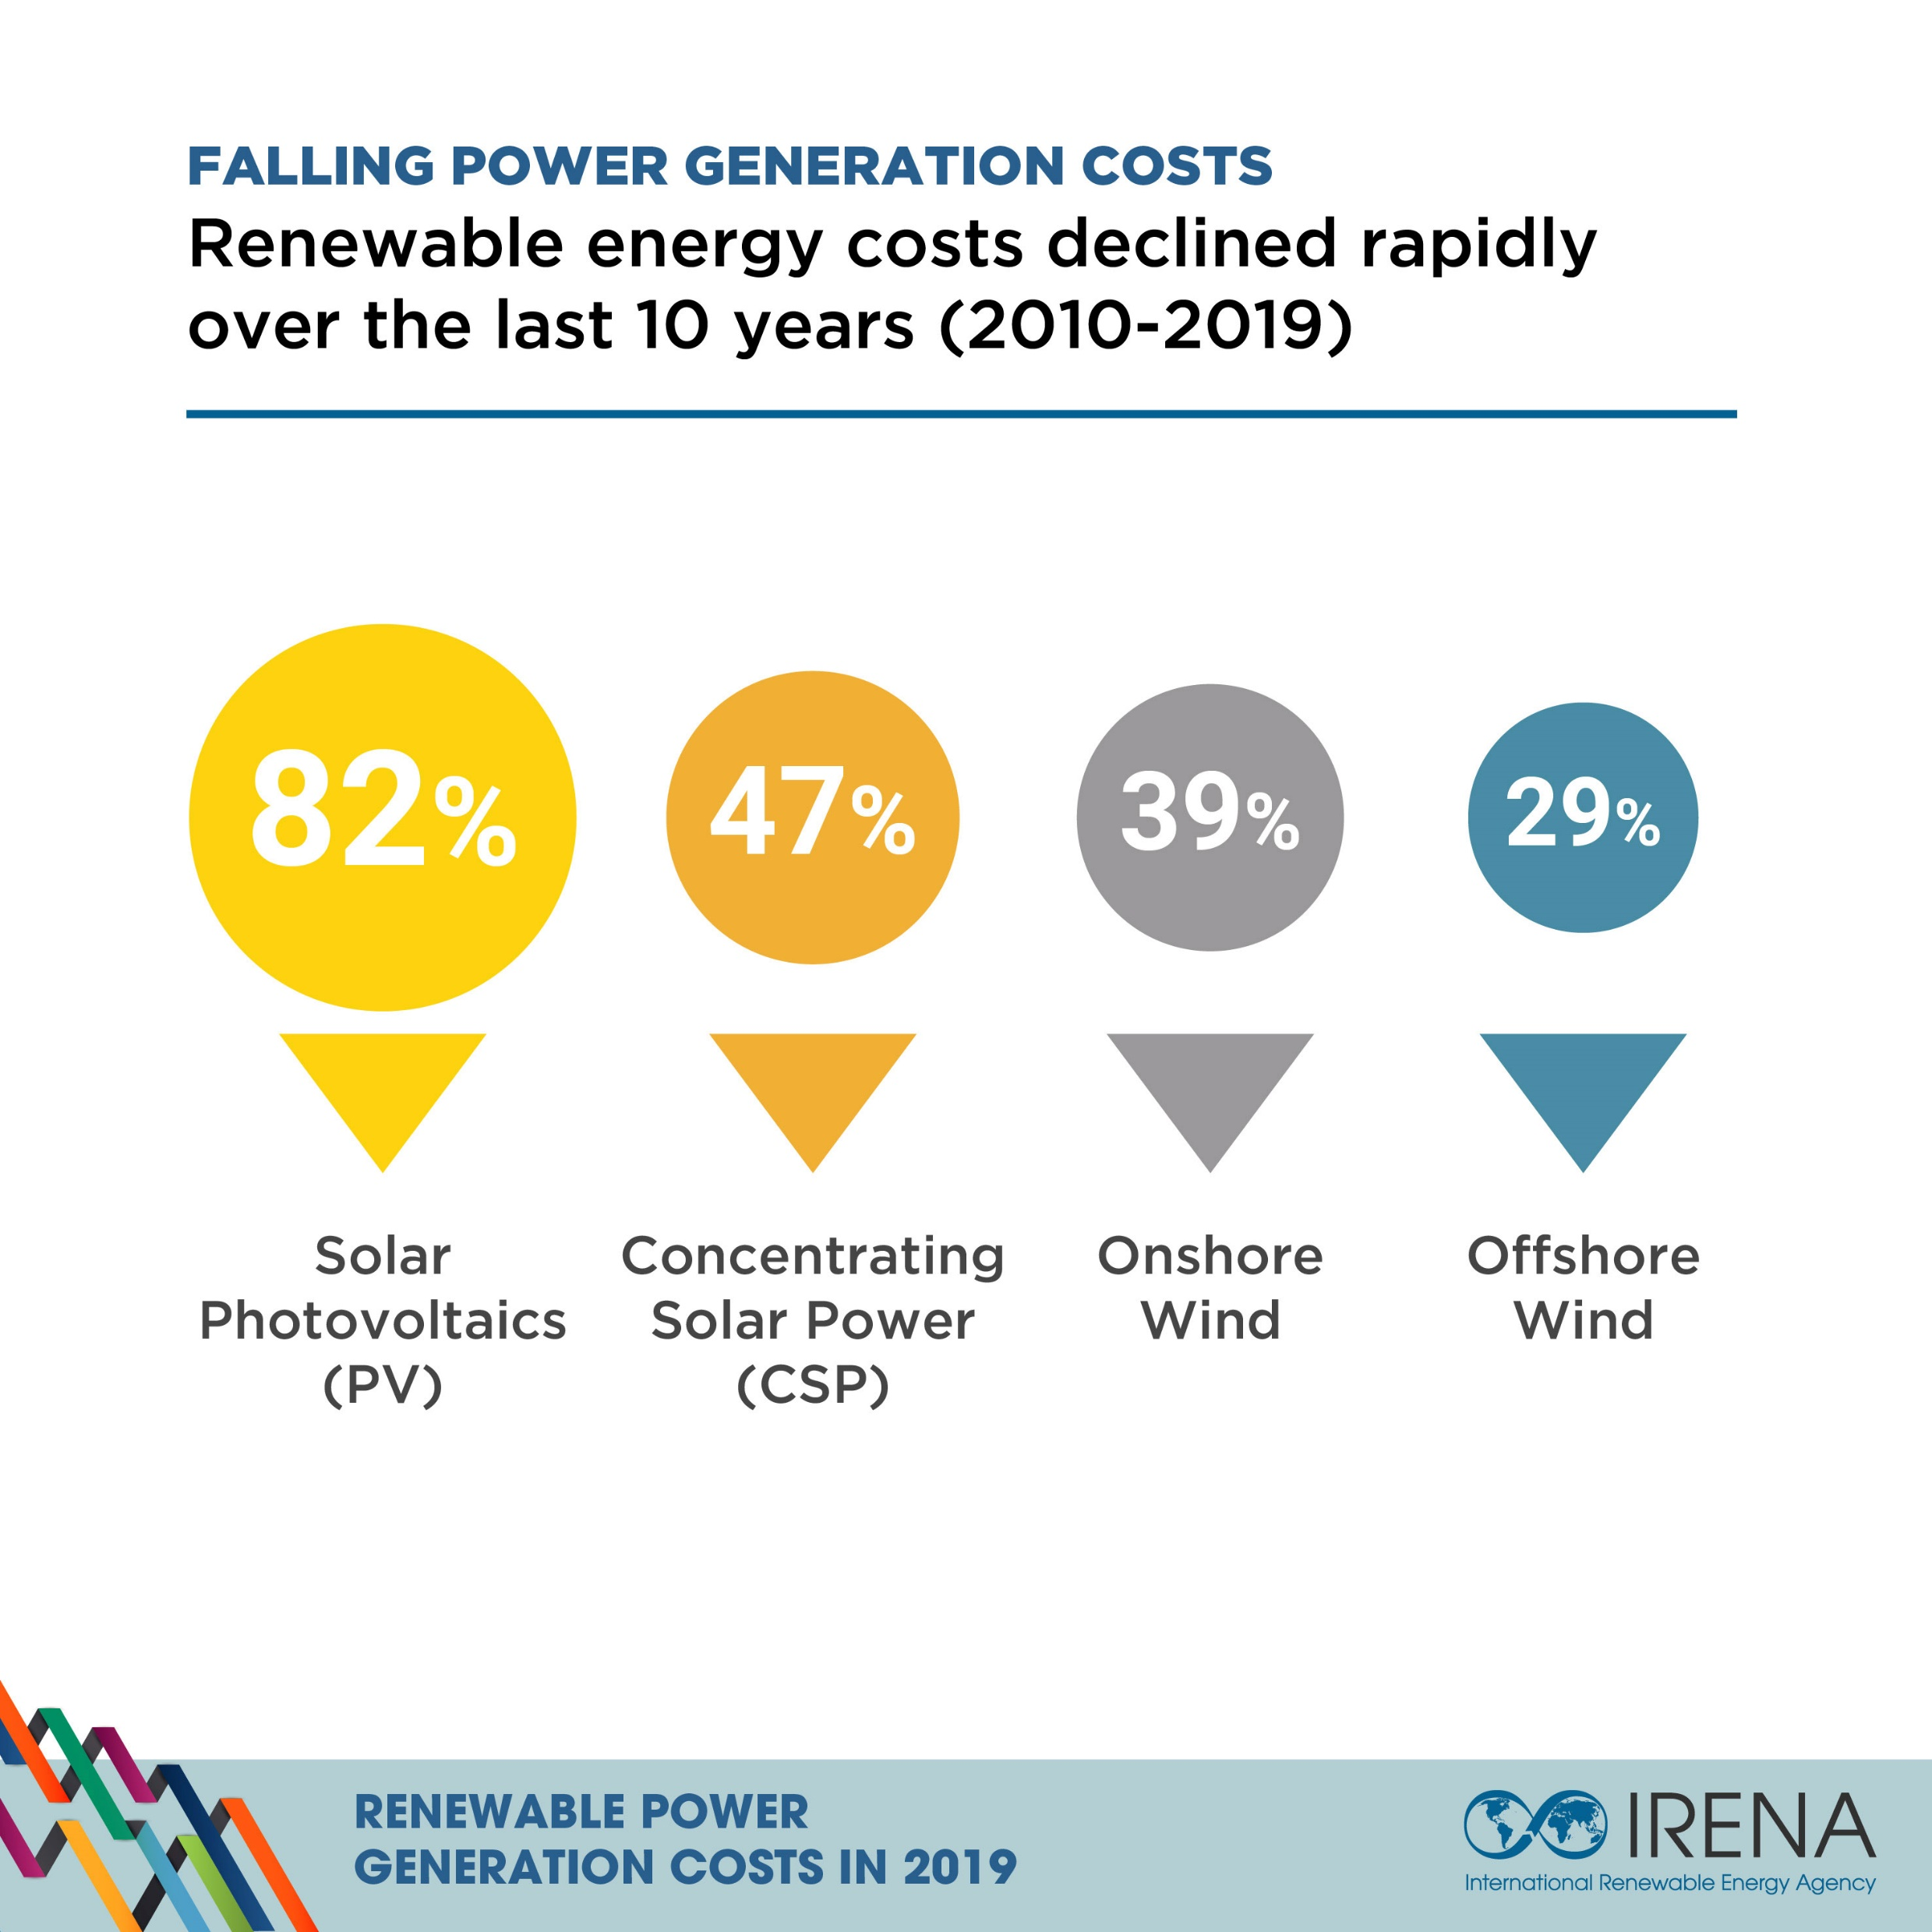 FALLING POWER GENERATION COSTS
Renewable energy costs declined rapidly
over the last 10 years (2010-2019)
82%
47%
39%
29%
Solar
Photovoltaics
(PV)
Concentrating
Solar Power
(CSP)
Onshore
Wind
Offshore
Wind
RENEWABLE POWER
GENERATION COSTS IN 2019
IRENA
International Renewable Energy Agency